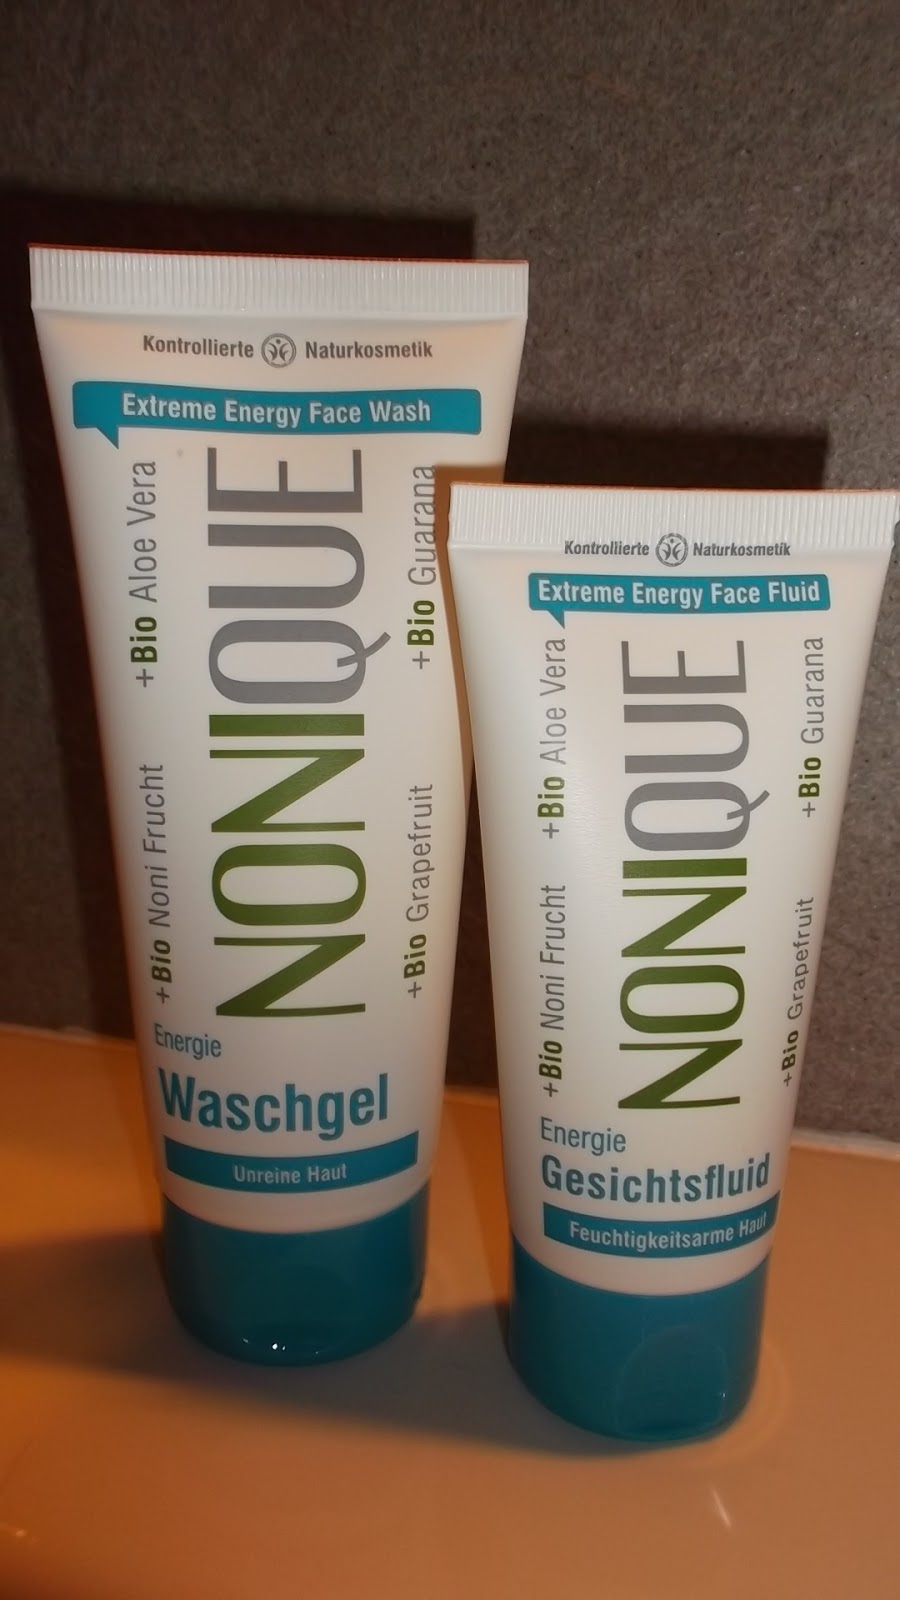 Kontrollierte Naturkosmetik
Extreme Energy Face Wash
+Bio Noni Frucht +Bio Aloe Vera
NONIQUE
+Bio Grapefruit +Bio Guarana
Energie
Waschgel
Unreine Haut
Kontrollierte Naturkosmetik
Extreme Energy Face Fluid
+Bio Noni Frucht +Bio Aloe Vera
NONIQUE
+Bio Grapefruit +Bio Guarana
Energie
Gesichtsfluid
Feuchtigkeitsarme Haut